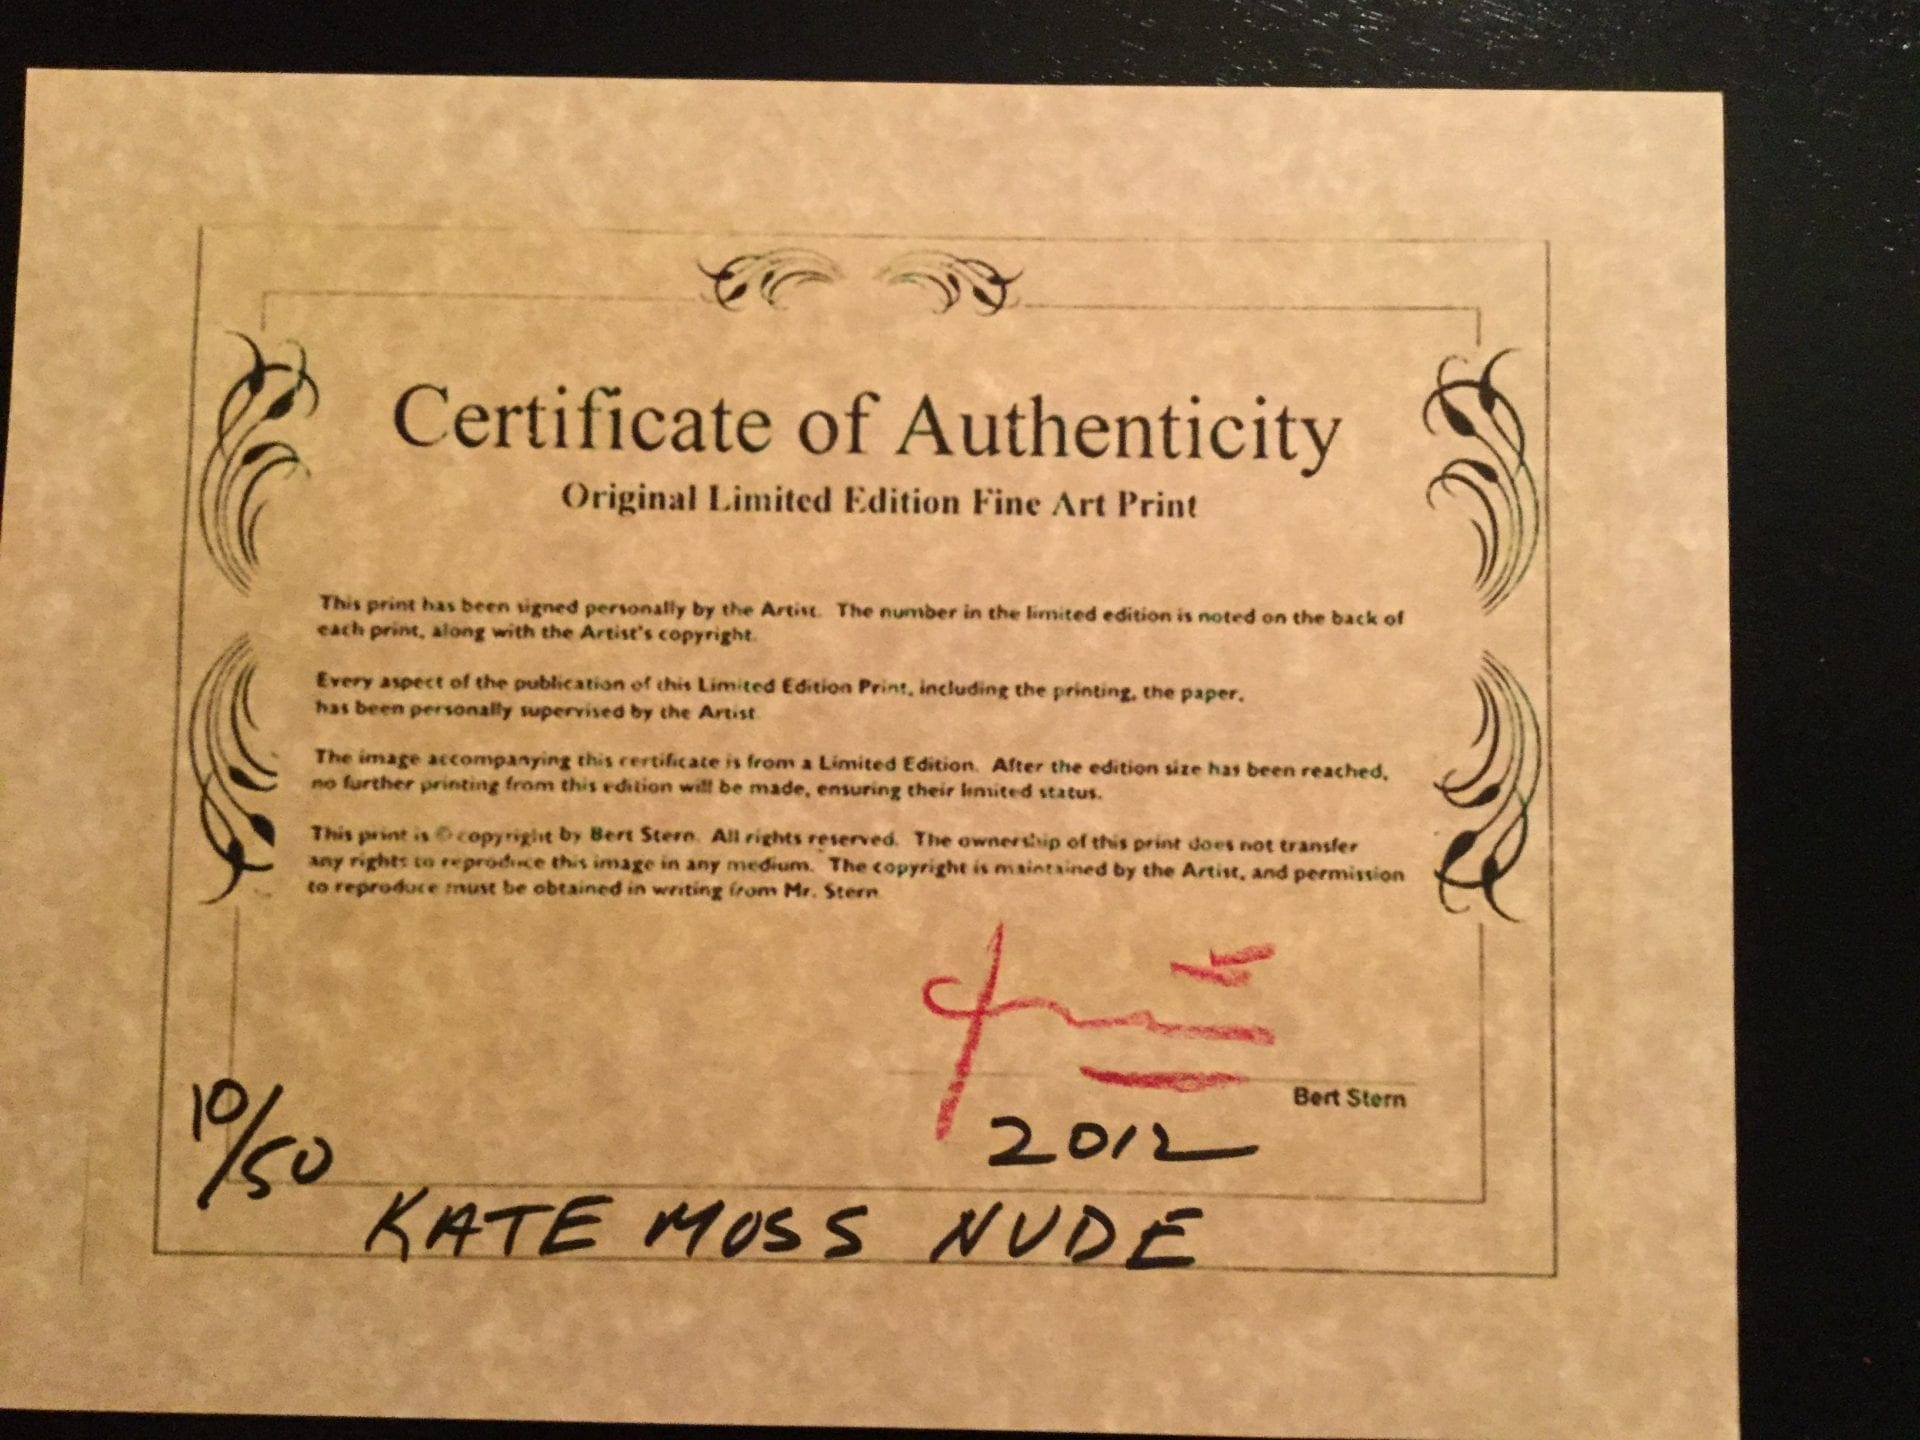 Certificate of Authenticity
Original Limited Edition Fine Art Print
This print has been signed personally by the Artist. The number in the limited edition is noted on the back of
each print, along with the Artist's copyright.
Every aspect of the publication of this Limited Edition Print, including the printing, the paper,
has been personally supervised by the Artist
The image accompanying this certificate is from a Limited Edition. After the edition size has been reached,
no further printing from this edition will be made, ensuring their limited status.
This print is © copyright by Bert Stern. All rights reserved. The ownership of this print does not transfer
any rights to reproduce this image in any medium. The copyright is maintained by the Artist, and permission
to reproduce must be obtained in writing from Mr. Stern
Bert Stern
2012
10/50
KATE MOSS NUDE